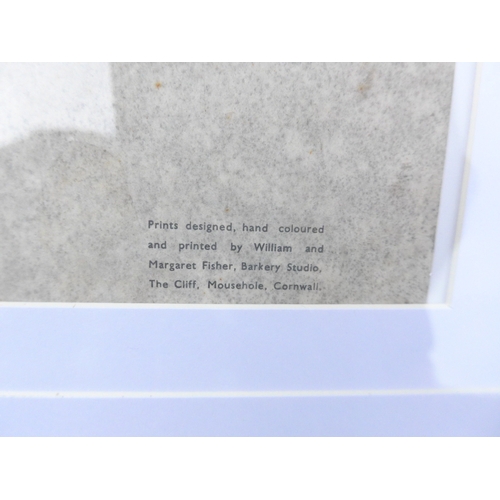 Prints designed, hand coloured
and printed by William and
Margaret Fisher, Barkery Studio,
The Cliff, Mousehole, Cornwall.